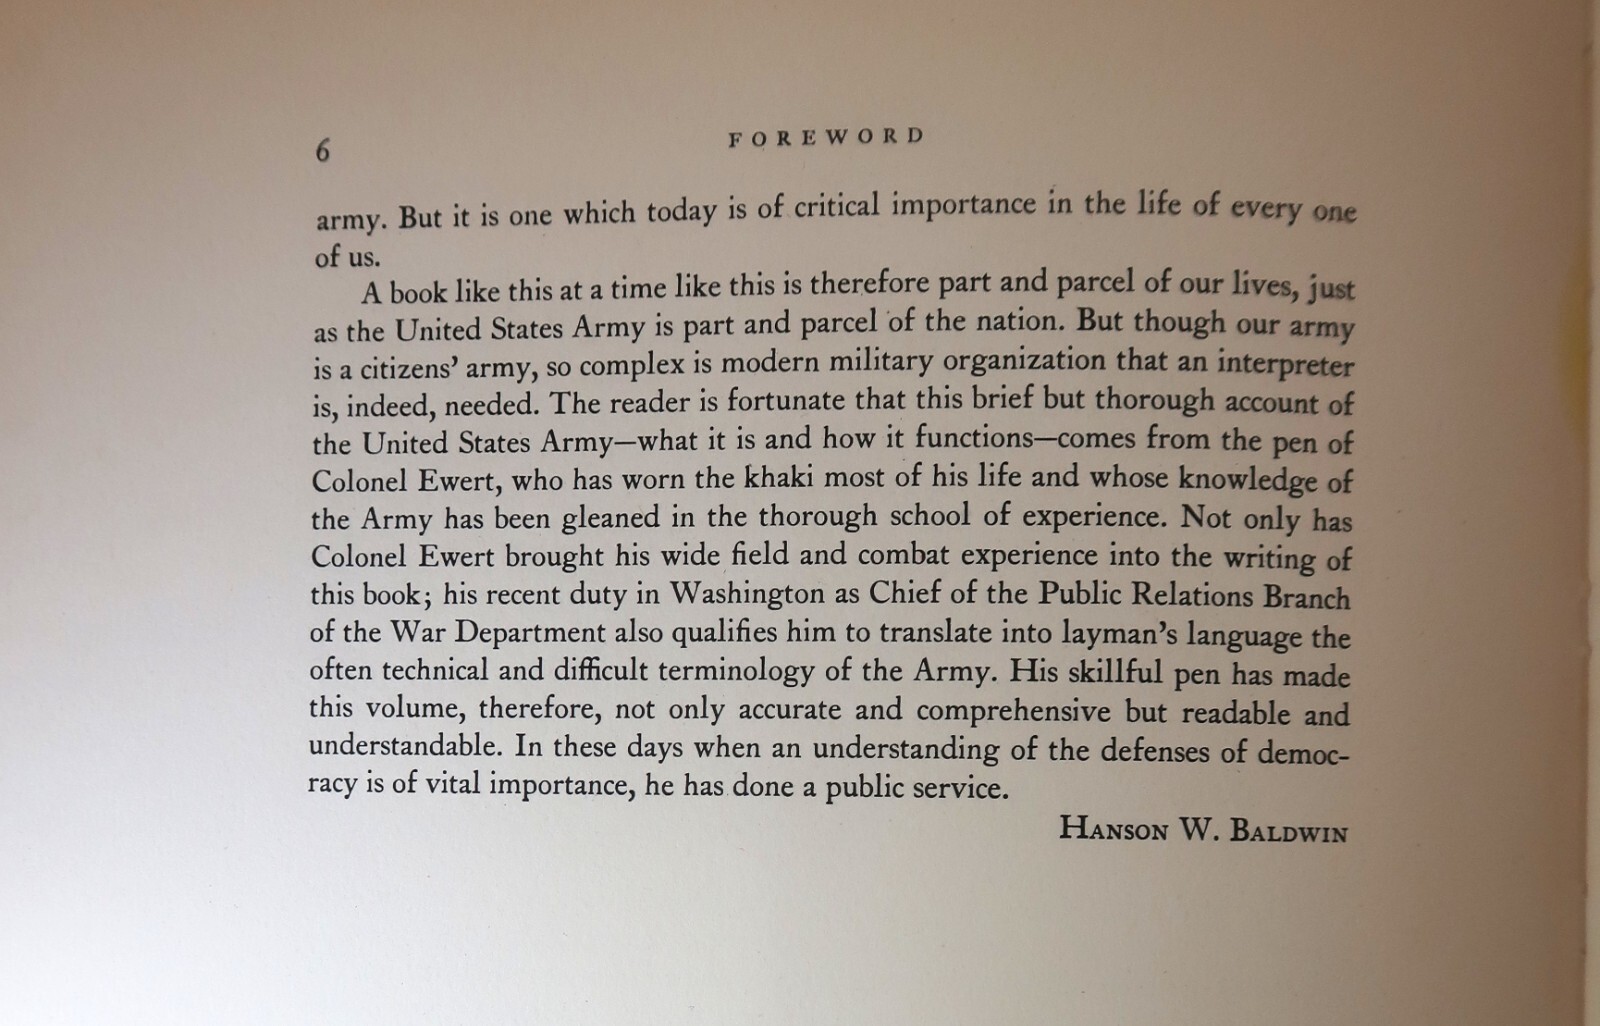 6
FOREWORD
army. But it is one which today is of critical importance in the life of every one
of us.
A book like this at a time like this is therefore part and parcel of our lives, just
as the United States Army is part and parcel of the nation. But though our army
is a citizens’ army, so complex is modern military organization that an interpreter
is, indeed, needed. The reader is fortunate that this brief but thorough account of
the United States Army—what it is and how it functions—comes from the pen of
Colonel Ewert, who has worn the khaki most of his life and whose knowledge of
the Army has been gleaned in the thorough school of experience. Not only has
Colonel Ewert brought his wide field and combat experience into the writing of
this book; his recent duty in Washington as Chief of the Public Relations Branch
of the War Department also qualifies him to translate into layman’s language the
often technical and difficult terminology of the Army. His skillful pen has made
this volume, therefore, not only accurate and comprehensive but readable and
understandable. In these days when an understanding of the defenses of democ-
racy is of vital importance, he has done a public service.
HANSON W. BALDWIN